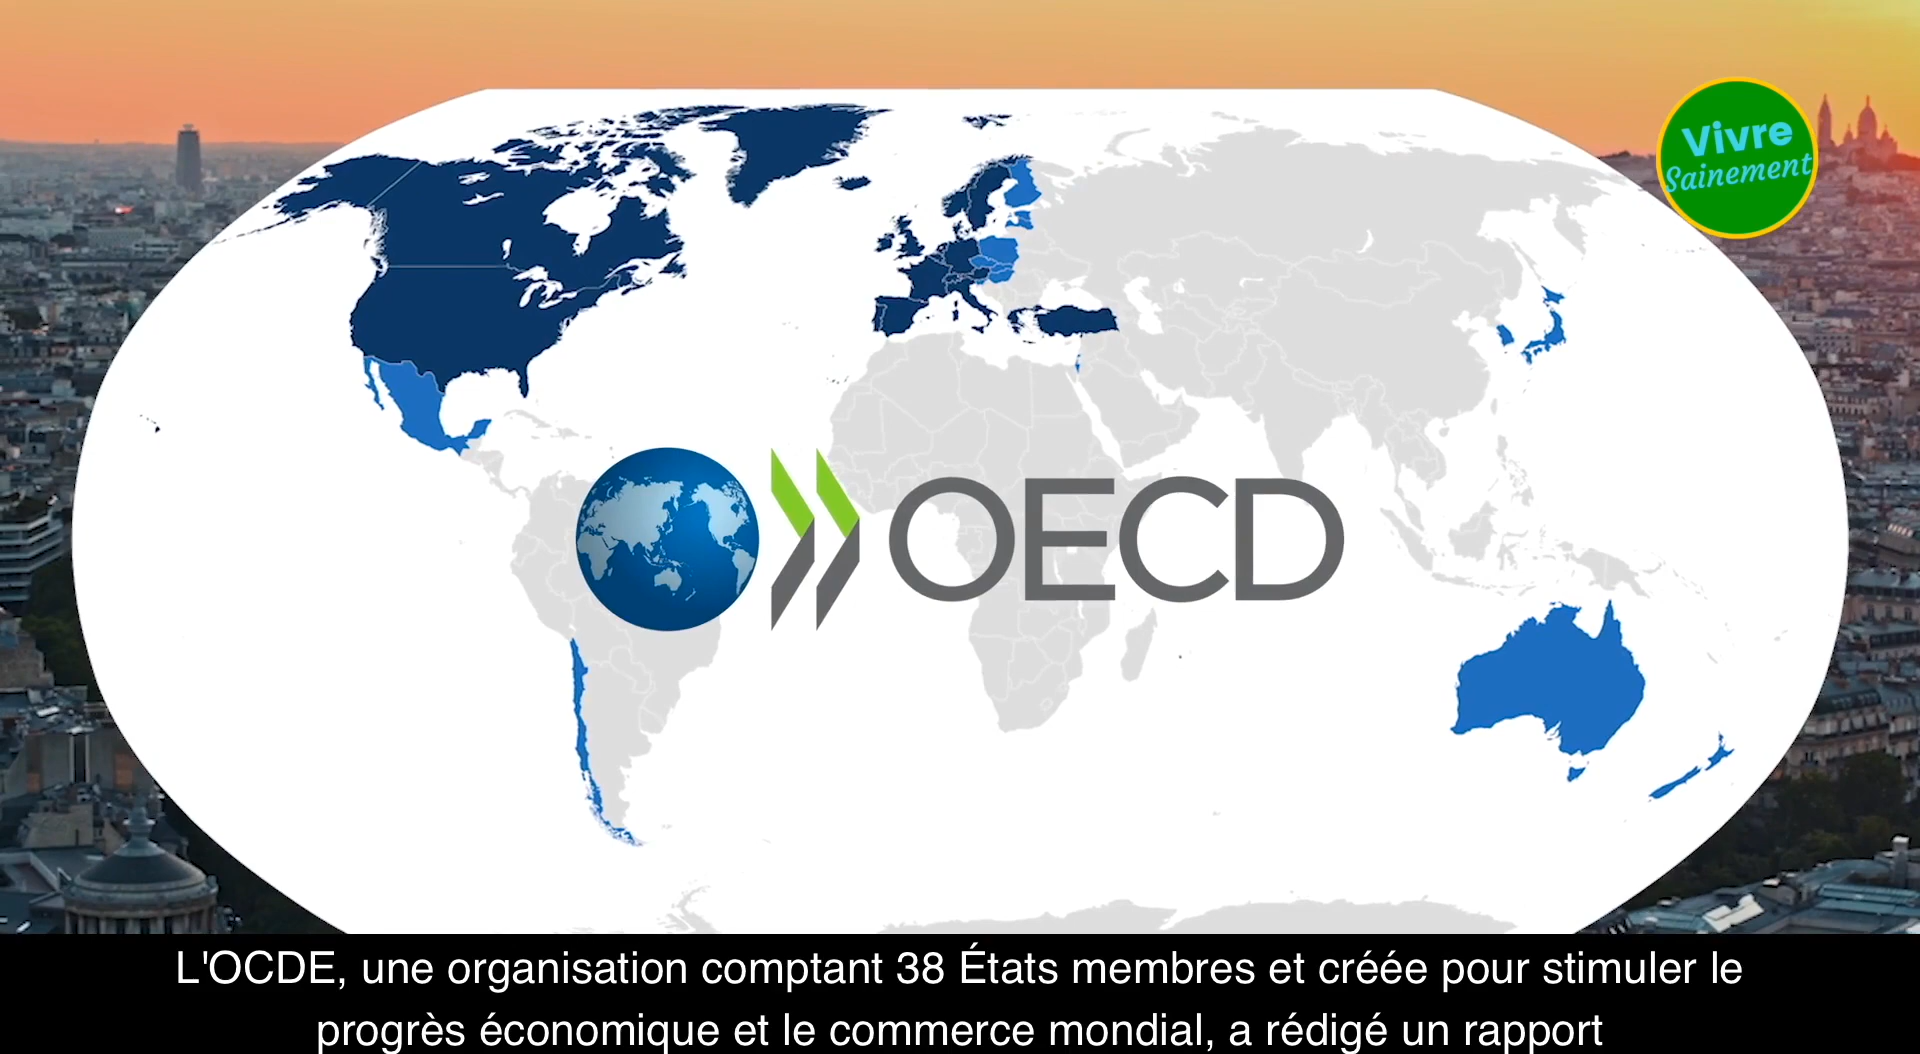 Vivre
Sainement
OECD
L'OCDE, une organisation comptant 38 États membres et créée pour stimuler le
progrès économique et le commerce mondial, a rédigé un rapport